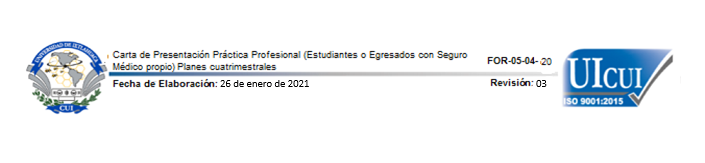 UNIVERSIDAD DE IXTLAHUACA
CUI
Carta de Presentación Práctica Profesional (Estudiantes o Egresados con Seguro
Médico propio) Planes cuatrimestrales
FOR-05-04- 20
Fecha de Elaboración: 26 de enero de 2021
Revisión: 03
UICUI
ISO 9001:2015